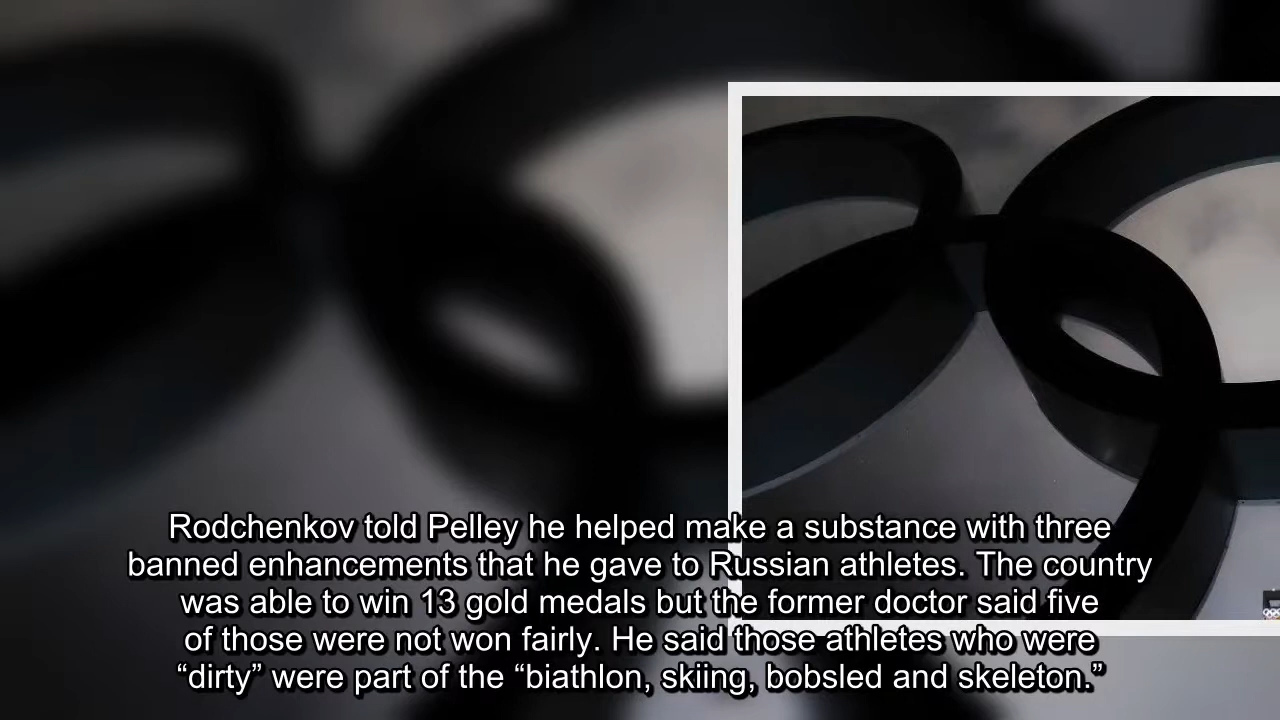 Rodchenkov told Pelley he helped make a substance with three
banned enhancements that he gave to Russian athletes. The country
was able to win 13 gold medals but the former doctor said five
of those were not won fairly. He said those athletes who were
“dirty” were part of the “biathlon, skiing, bobsled and skeleton.”